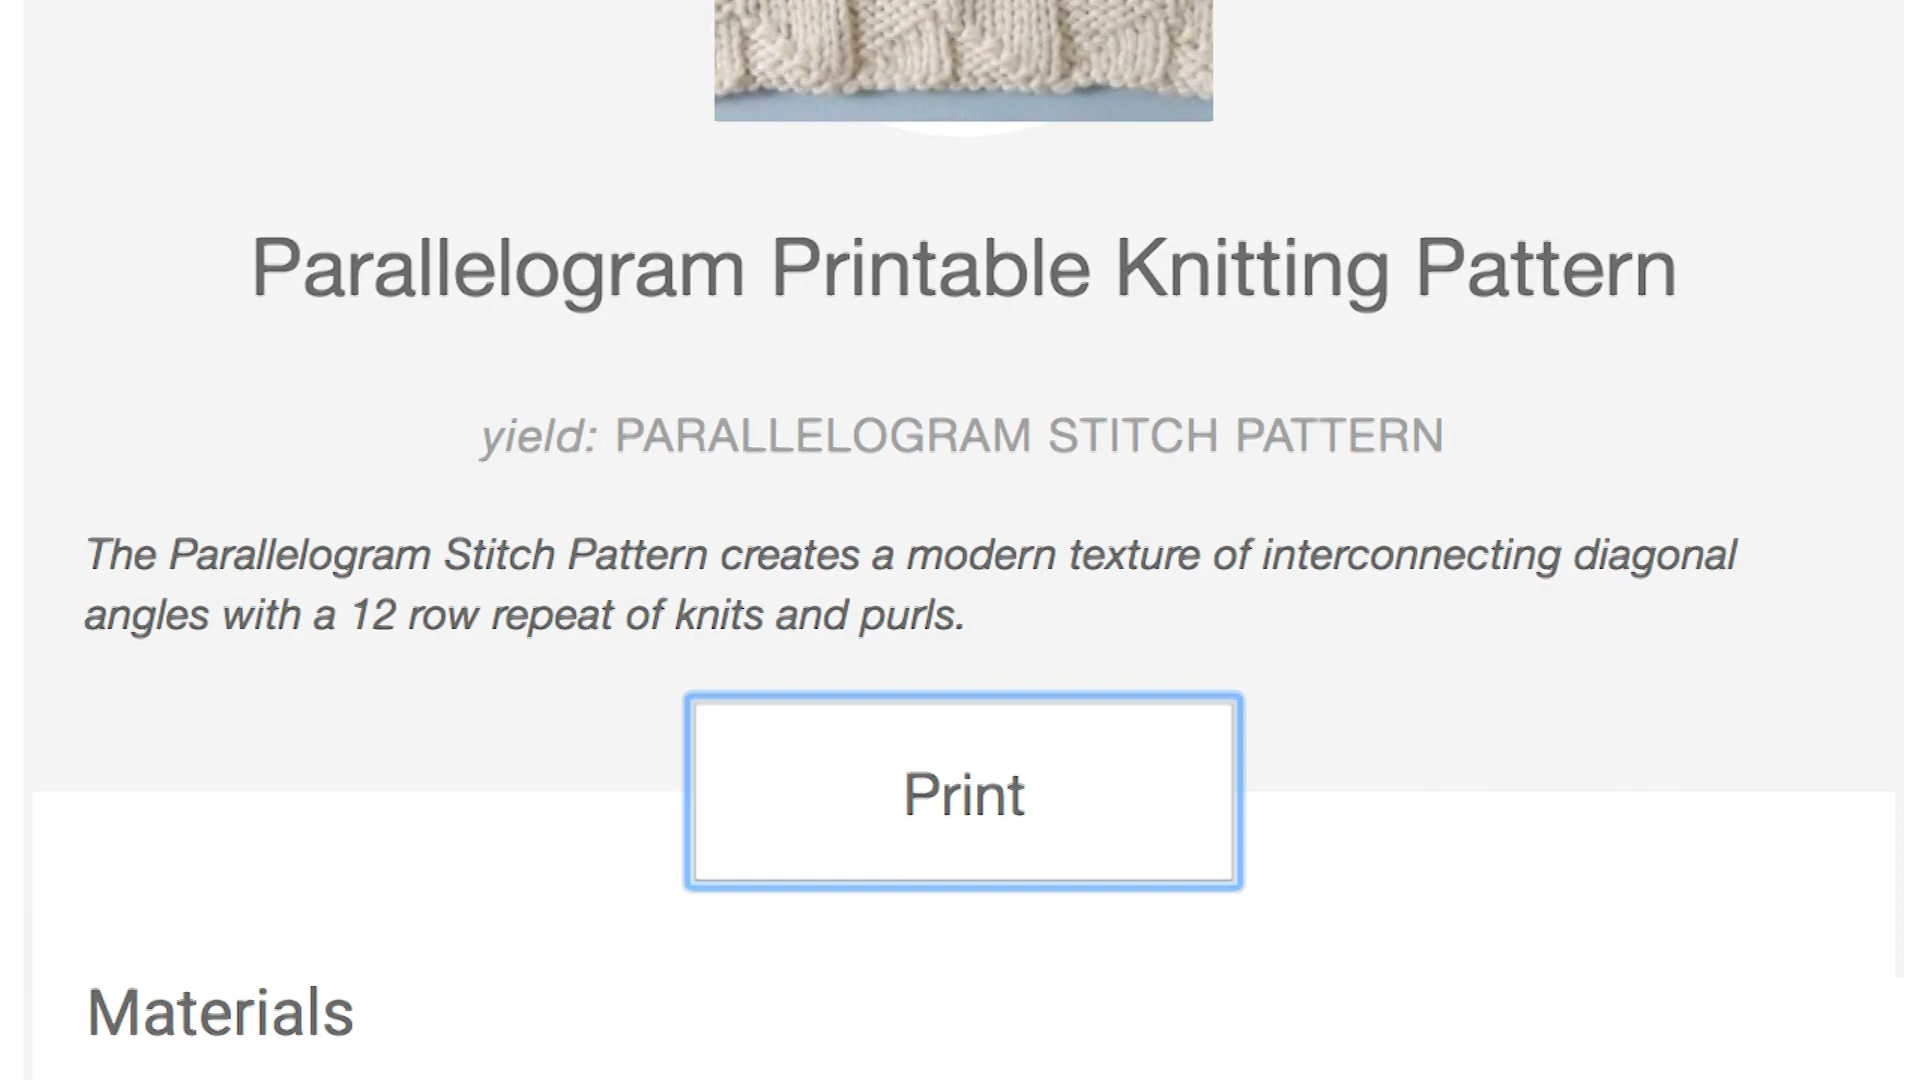 Parallelogram Printable Knitting Pattern
yield: PARALLELOGRAM STITCH PATTERN
The Parallelogram Stitch Pattern creates a modern texture of interconnecting diagonal
angles with a 12 row repeat of knits and purls.
Print
Materials